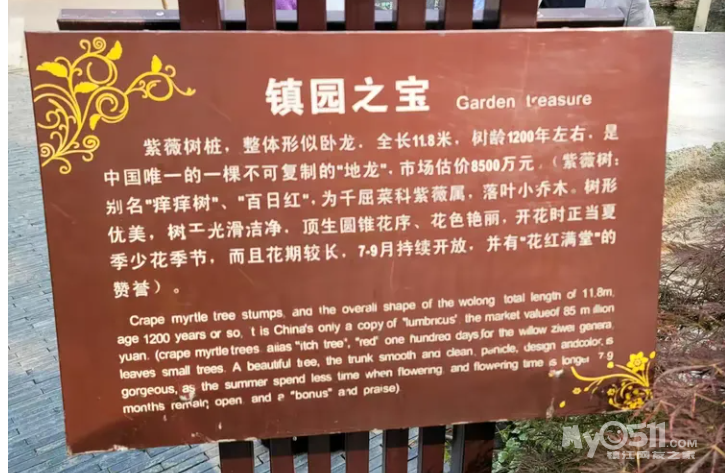 镇园之宝 Garden treasure
紫薇树桩，整体形似卧龙，全长11.8米，树龄1200年左右，是
中国唯一的一棵不可复制的"地龙"，市场估价8500万元，（紫薇树：
别名"痒痒树"、"百日红"，为千屈菜科紫薇属，落叶小乔木。树形
优美，树工光滑洁净，顶生圆锥花序、花色艳丽，开花时正当夏
季少花季节，而且花期较长，7-9月持续开放，并有"花红满堂"的
赞誉）。
Crape myrtle tree stumps, and the overall shape of the wolong total length of 11.8m,
age 1200 years or so, t is China's only a copy of "lumbricus" the market valueof 85 m illion
yuan. (crape myrtle trees alias "itch tree", "red" one hundred days,for the willow ziwei genera,
leaves small trees. A beautiful tree, the trunk smooth and clean, panicle, design andcolor,is
gorgeous, as the summer spend less time when flowering, and flowering time is longer 7-9
months remain open, and a "bonus" and praise)
My0511.com
镇江网友之家